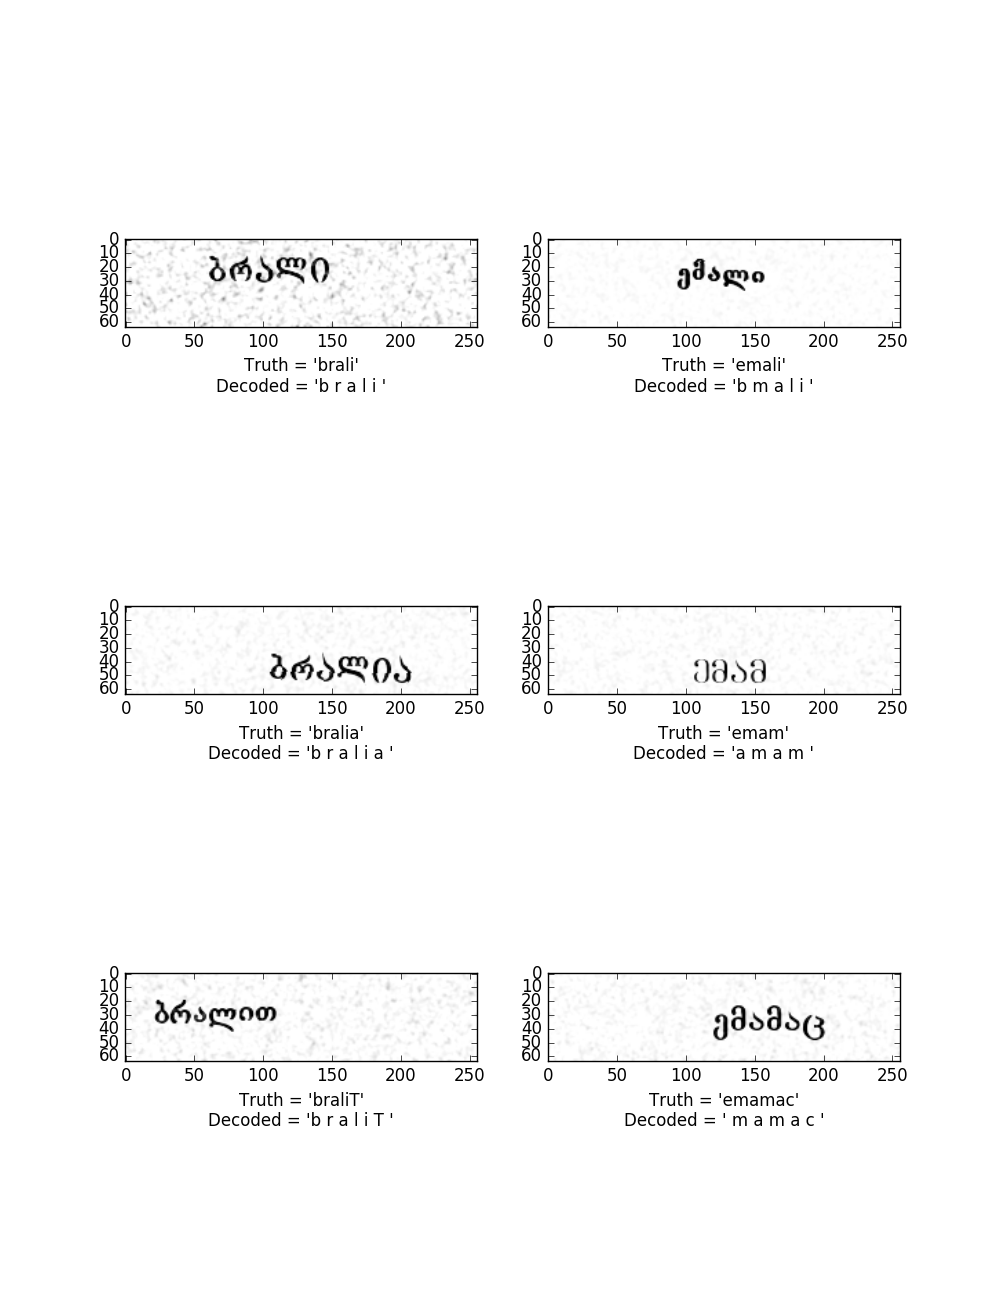 0
10
20
30
40
50
60
ბრალი
0 50 100 150 200 250
Truth = 'brali'
Decoded = 'b r a l i '
0
10
20
30
40
50
60
ემალი
0 50 100 150 200 250
Truth = 'emali'
Decoded = 'b m a l i '
0
10
20
30
40
50
60
ბრალია
0 50 100 150 200 250
Truth = 'bralia'
Decoded = 'b r a l i a '
0
10
20
30
40
50
60
ემამ
0 50 100 150 200 250
Truth = 'emam'
Decoded = 'a m a m '
0
10
20
30
40
50
60
ბრალით
0 50 100 150 200 250
Truth = 'braliT'
Decoded = 'b r a l i T '
0
10
20
30
40
50
60
ემამაც
0 50 100 150 200 250
Truth = 'emamac'
Decoded = ' m a m a c '